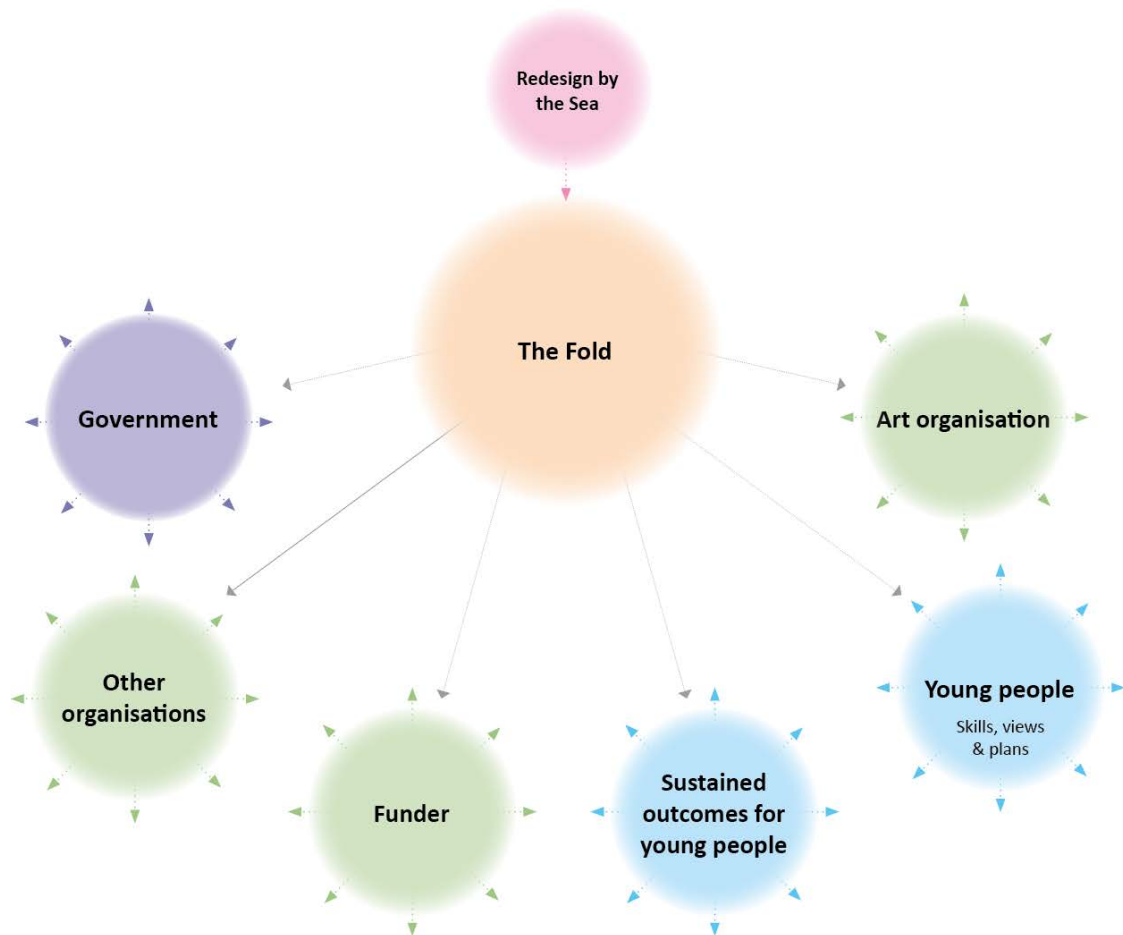 Redesign by
the Sea
The Fold
Government
Art organisation
Other
organisations
Young people
Skills, views
& plans
Funder
Sustained
outcomes for
young people